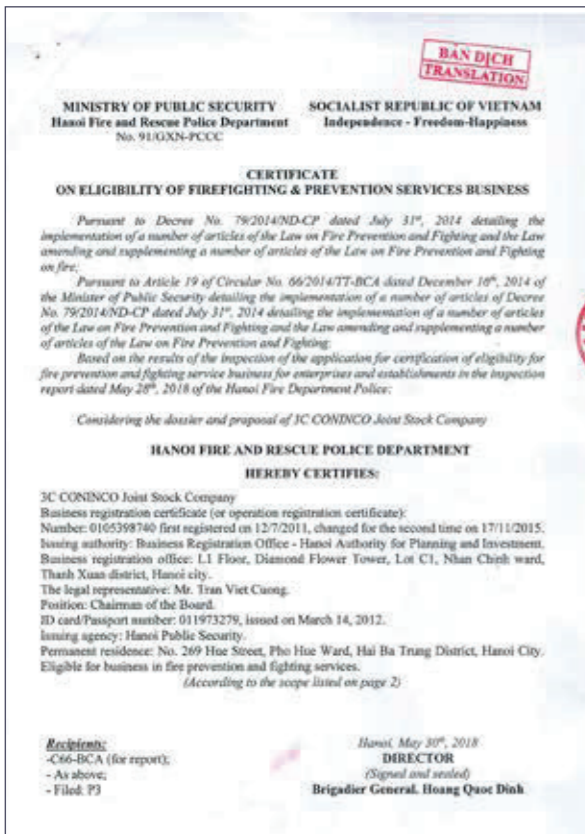 BẢN DỊCH
TRANSLATION
MINISTRY OF PUBLIC SECURITY
Hanoi Fire and Rescue Police Department
No. 91/GXN-PCCC
SOCIALIST REPUBLIC OF VIETNAM
Independence - Freedom-Happiness
CERTIFICATE
ON ELIGIBILITY OF FIREFIGHTING & PREVENTION SERVICES BUSINESS
Pursuant to Decree No. 79/2014/ND-CP dated July 31st, 2014 detailing the
implementation of a number of articles of the Law on Fire Prevention and Fighting and the Law
amending and supplementing a number of articles of the Law on Fire Prevention and Fighting
on fire;
Pursuant to Article 19 of Circular No. 66/2014/TT-BCA dated December 16th, 2014 of
the Minister of Public Security detailing the implementation of a number of articles of Decree
No. 79/2014/ND-CP dated July 31st, 2014 detailing the implementation of a number of articles
of the Law on Fire Prevention and Fighting and the Law amending and supplementing a number
of articles of the Law on Fire Prevention and Fighting;
Based on the results of the inspection of the application for certification of eligibility for
fire prevention and fighting service business for enterprises and establishments in the inspection
report dated May 28th, 2018 of the Hanoi Fire Department Police:
Considering the dossier and proposal of 3C CONINCO Joint Stock Company
HANOI FIRE AND RESCUE POLICE DEPARTMENT
HEREBY CERTIFIES:
3C CONINCO Joint Stock Company
Business registration certificate (or operation registration certificate):
Number: 0105398740 first registered on 12/7/2011, changed for the second time on 17/11/2015.
Issuing authority: Business Registration Office - Hanoi Authority for Planning and Investment.
Business registration office: L1 Floor, Diamond Flower Tower, Lot C1, Nhan Chinh ward,
Thanh Xuan district, Hanoi city.
The legal representative: Mr. Tran Viet Cuong.
Position: Chairman of the Board.
ID card/Passport number: 011973279, issued on March 14, 2012.
Issuing agency: Hanoi Public Security.
Permanent residence: No. 269 Hue Street, Pho Hue Ward, Hai Ba Trung District, Hanoi City.
Eligible for business in fire prevention and fighting services.
(According to the scope listed on page 2)
Recipients:
-C66-BCA (for report);
- As above;
- Filed: P3
Hanoi, May 30th, 2018
DIRECTOR
(Signed and sealed)
Brigadier General. Hoang Quoc Dinh